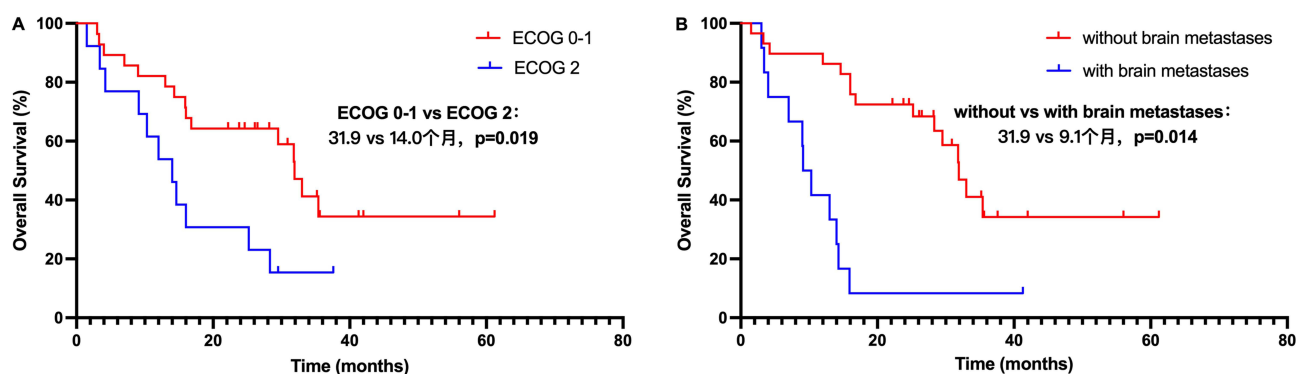 A
ECOG 0-1
ECOG 2
ECOG 0-1 vs ECOG 2：
31.9 vs 14.0个月，p=0.019
Overall Survival (%)
100
80
60
40
20
0
0 20 40 60 80
Time (months)
B
without brain metastases
with brain metastases
without vs with brain metastases：
31.9 vs 9.1个月，p=0.014
Overall Survival (%)
100
80
60
40
20
0
0 20 40 60 80
Time (months)